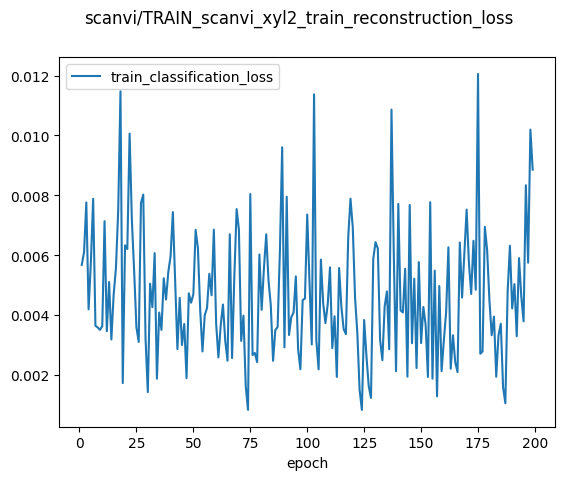 scanvi/TRAIN_scanvi_xyl2_train_reconstruction_loss
train_classification_loss
0.012
0.010
0.008
0.006
0.004
0.002
0 25 50 75 100 125 150 175 200
epoch